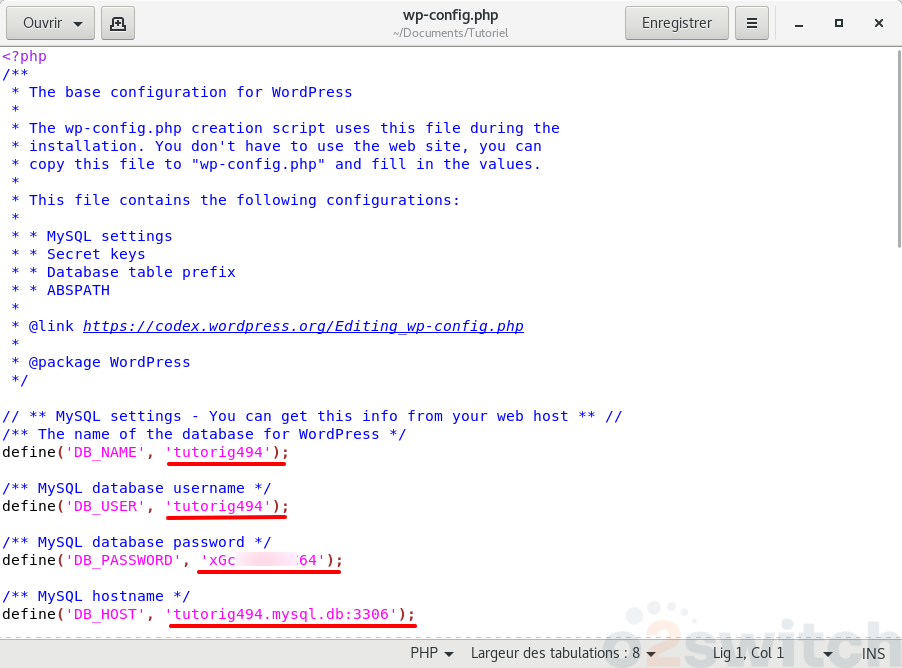 Ouvrir
wp-config.php
~/Documents/Tutoriel
Enregistrer
<?php
/**
 * The base configuration for WordPress
 *
 * The wp-config.php creation script uses this file during the
 * installation. You don't have to use the web site, you can
 * copy this file to "wp-config.php" and fill in the values.
 *
 * This file contains the following configurations:
 *
 * * MySQL settings
 * * Secret keys
 * * Database table prefix
 * * ABSPATH
 *
 * @link https://codex.wordpress.org/Editing_wp-config.php
 *
 * @package WordPress
 */
// ** MySQL settings - You can get this info from your web host ** //
/** The name of the database for WordPress */
define('DB_NAME', 'tutorig494');
/** MySQL database username */
define('DB_USER', 'tutorig494');
/** MySQL database password */
define('DB_PASSWORD', 'xGc 64');
/** MySQL hostname */
define('DB_HOST', 'tutorig494.mysql.db:3306');
o2switch
PHP Largeur des tabulations : 8 Lig 1, Col 1 INS